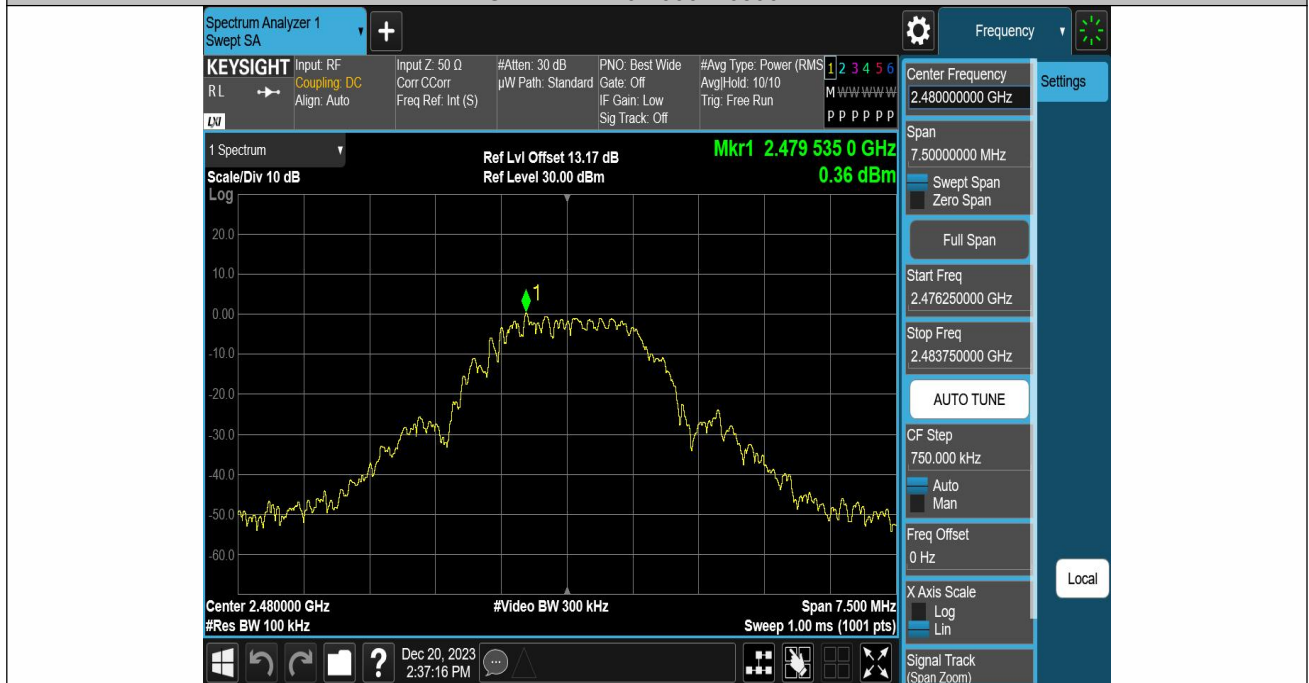 Spectrum Analyzer 1
Swept SA
+
Frequency
KEYSIGHT
RL
LXI
Input: RF
Coupling: DC
Align: Auto
Input Z: 50 Ω
Corr CCorr
Freq Ref: Int (S)
#Atten: 30 dB
µW Path: Standard
PNO: Best Wide
Gate: Off
IF Gain: Low
Sig Track: Off
#Avg Type: Power (RMS
Avg|Hold: 10/10
Trig: Free Run
1 2 3 4 5 6
M W W W W W
P P P P P P
1 Spectrum
Scale/Div 10 dB
Ref Lvl Offset 13.17 dB
Ref Level 30.00 dBm
Mkr1 2.479 535 0 GHz
0.36 dBm
Log
20.0
10.0
0.00
-10.0
-20.0
-30.0
-40.0
-50.0
-60.0
1
Center 2.480000 GHz
#Res BW 100 kHz
#Video BW 300 kHz
Span 7.500 MHz
Sweep 1.00 ms (1001 pts)
Center Frequency
2.480000000 GHz
Settings
Span
7.50000000 MHz
Swept Span
Zero Span
Full Span
Start Freq
2.476250000 GHz
Stop Freq
2.483750000 GHz
AUTO TUNE
CF Step
750.000 kHz
Auto
Man
Freq Offset
0 Hz
X Axis Scale
Log
Lin
Local
Signal Track
(Span Zoom)
?
Dec 20, 2023
2:37:16 PM